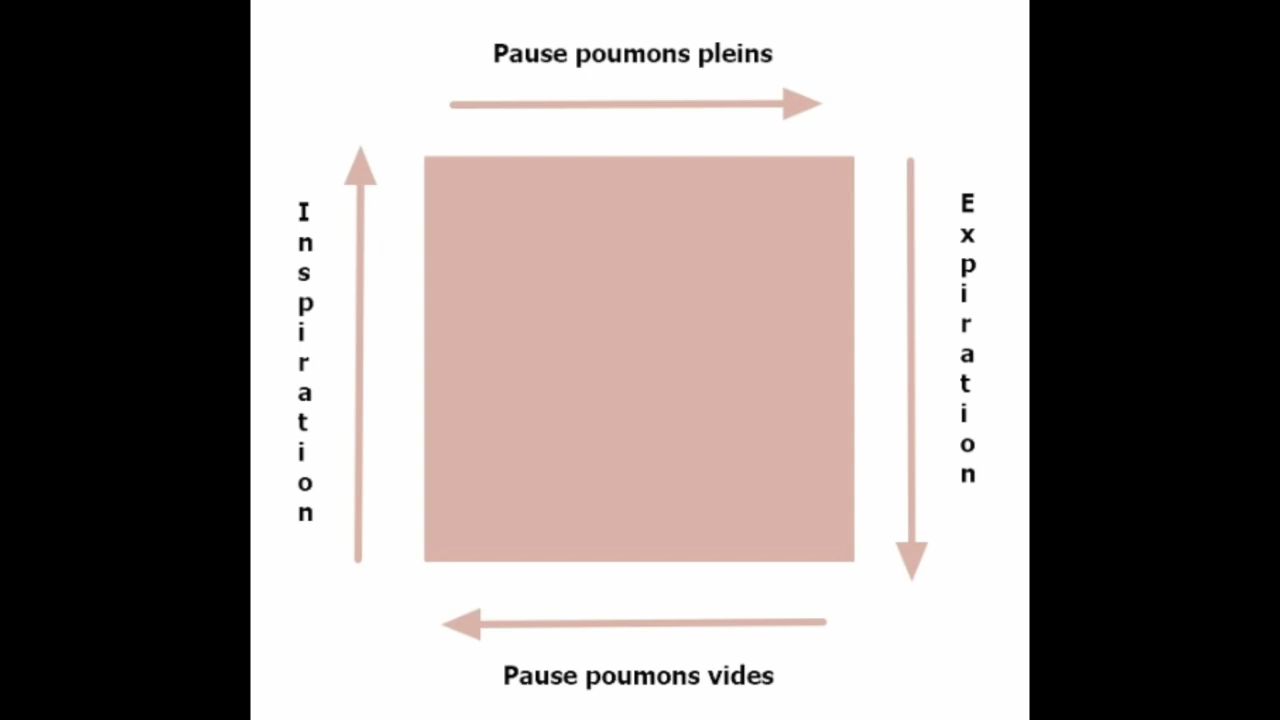 Pause poumons pleins
Inspiration
Expiration
Pause poumons vides